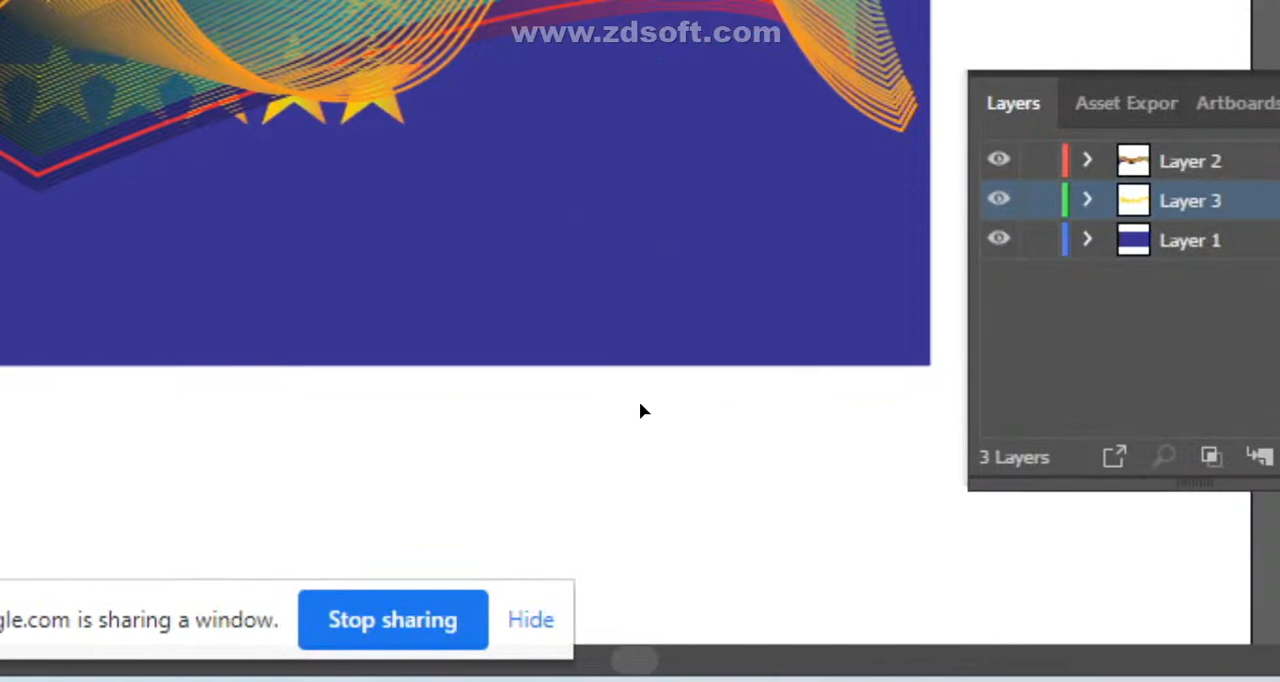 www.zdsoft.com
Layers Asset Expor Artboards
Layer 2
Layer 3
Layer 1
3 Layers
gle.com is sharing a window. Stop sharing Hide